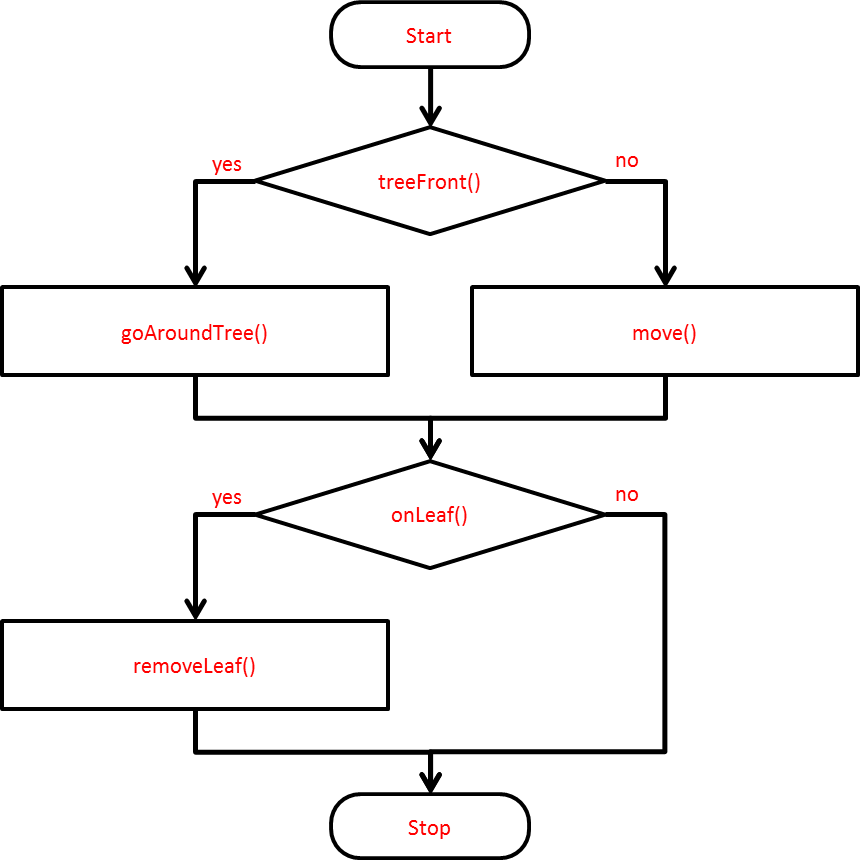 Start
yes
no
treeFront()
goAroundTree()
move()
yes
no
onLeaf()
removeLeaf()
Stop